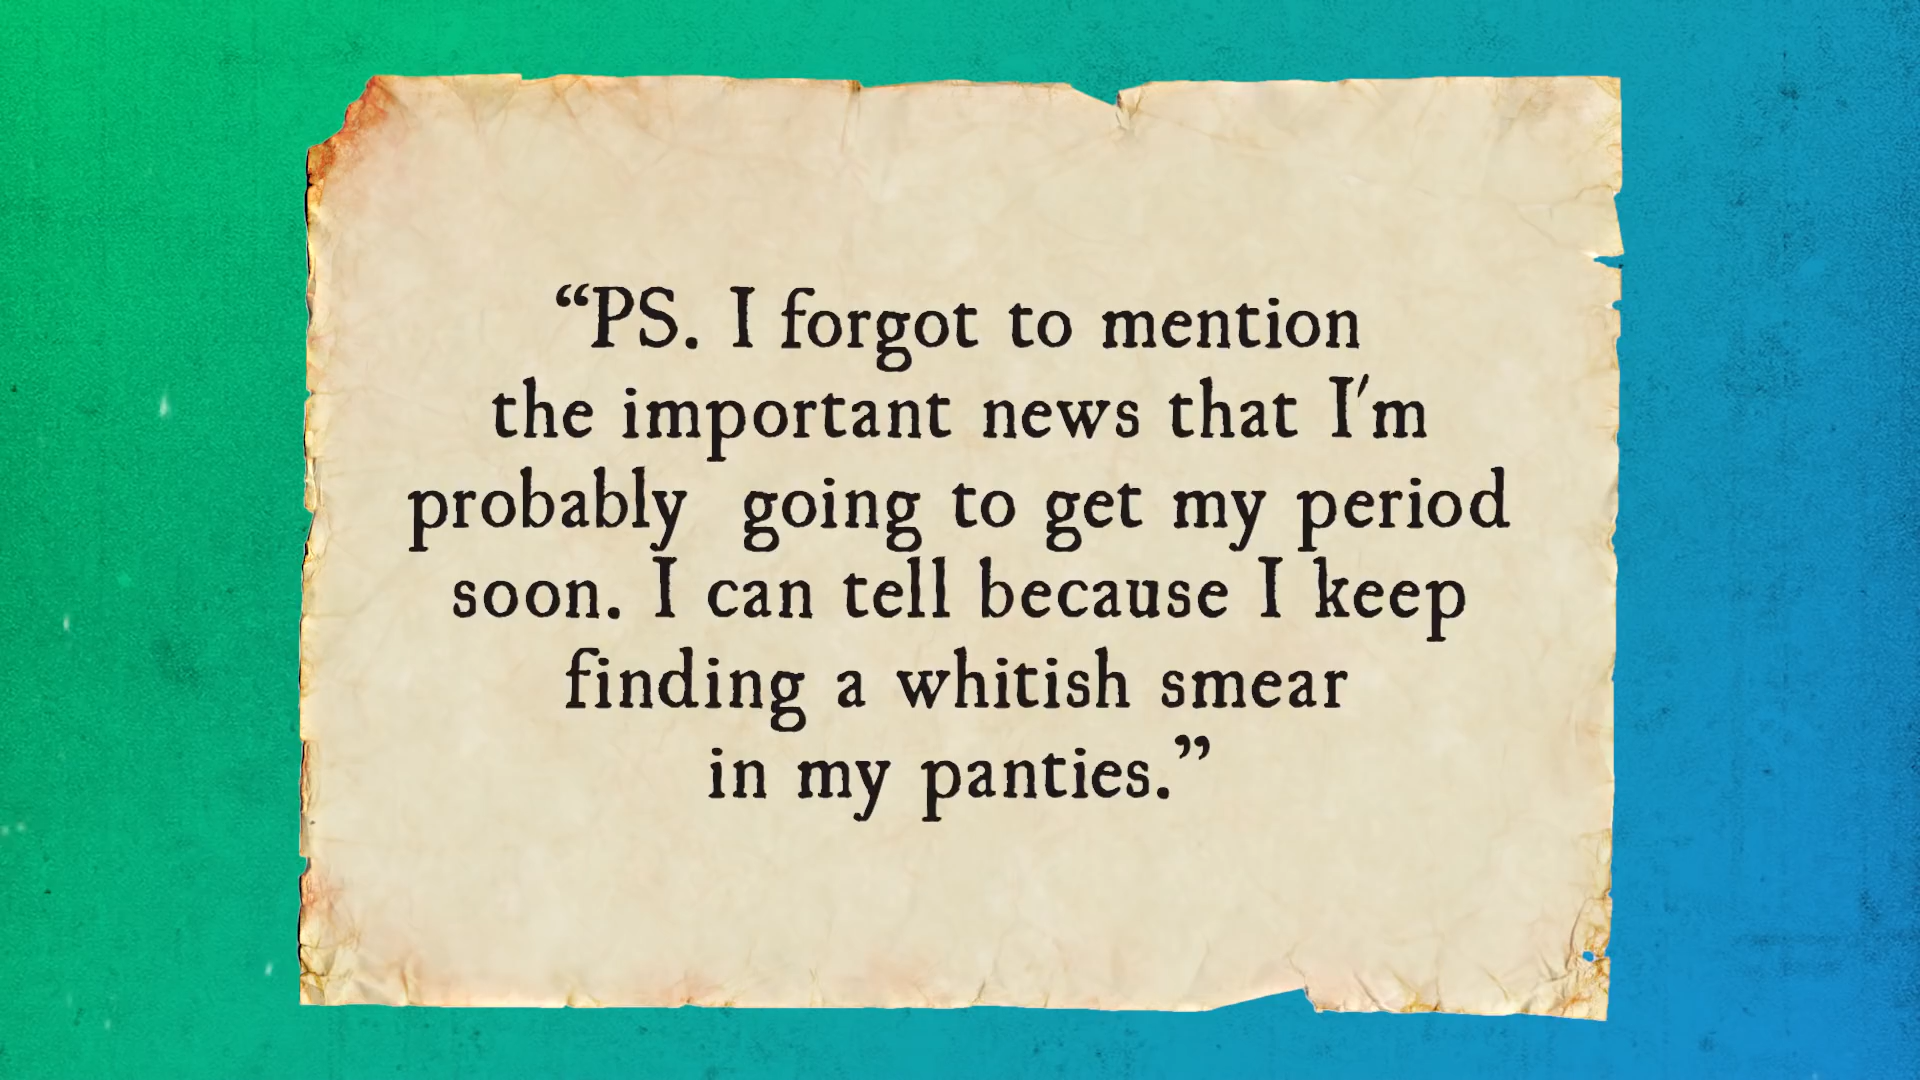 “PS. I forgot to mention
the important news that I'm
probably  going to get my period
soon. I can tell because I keep
finding a whitish smear
in my panties.”